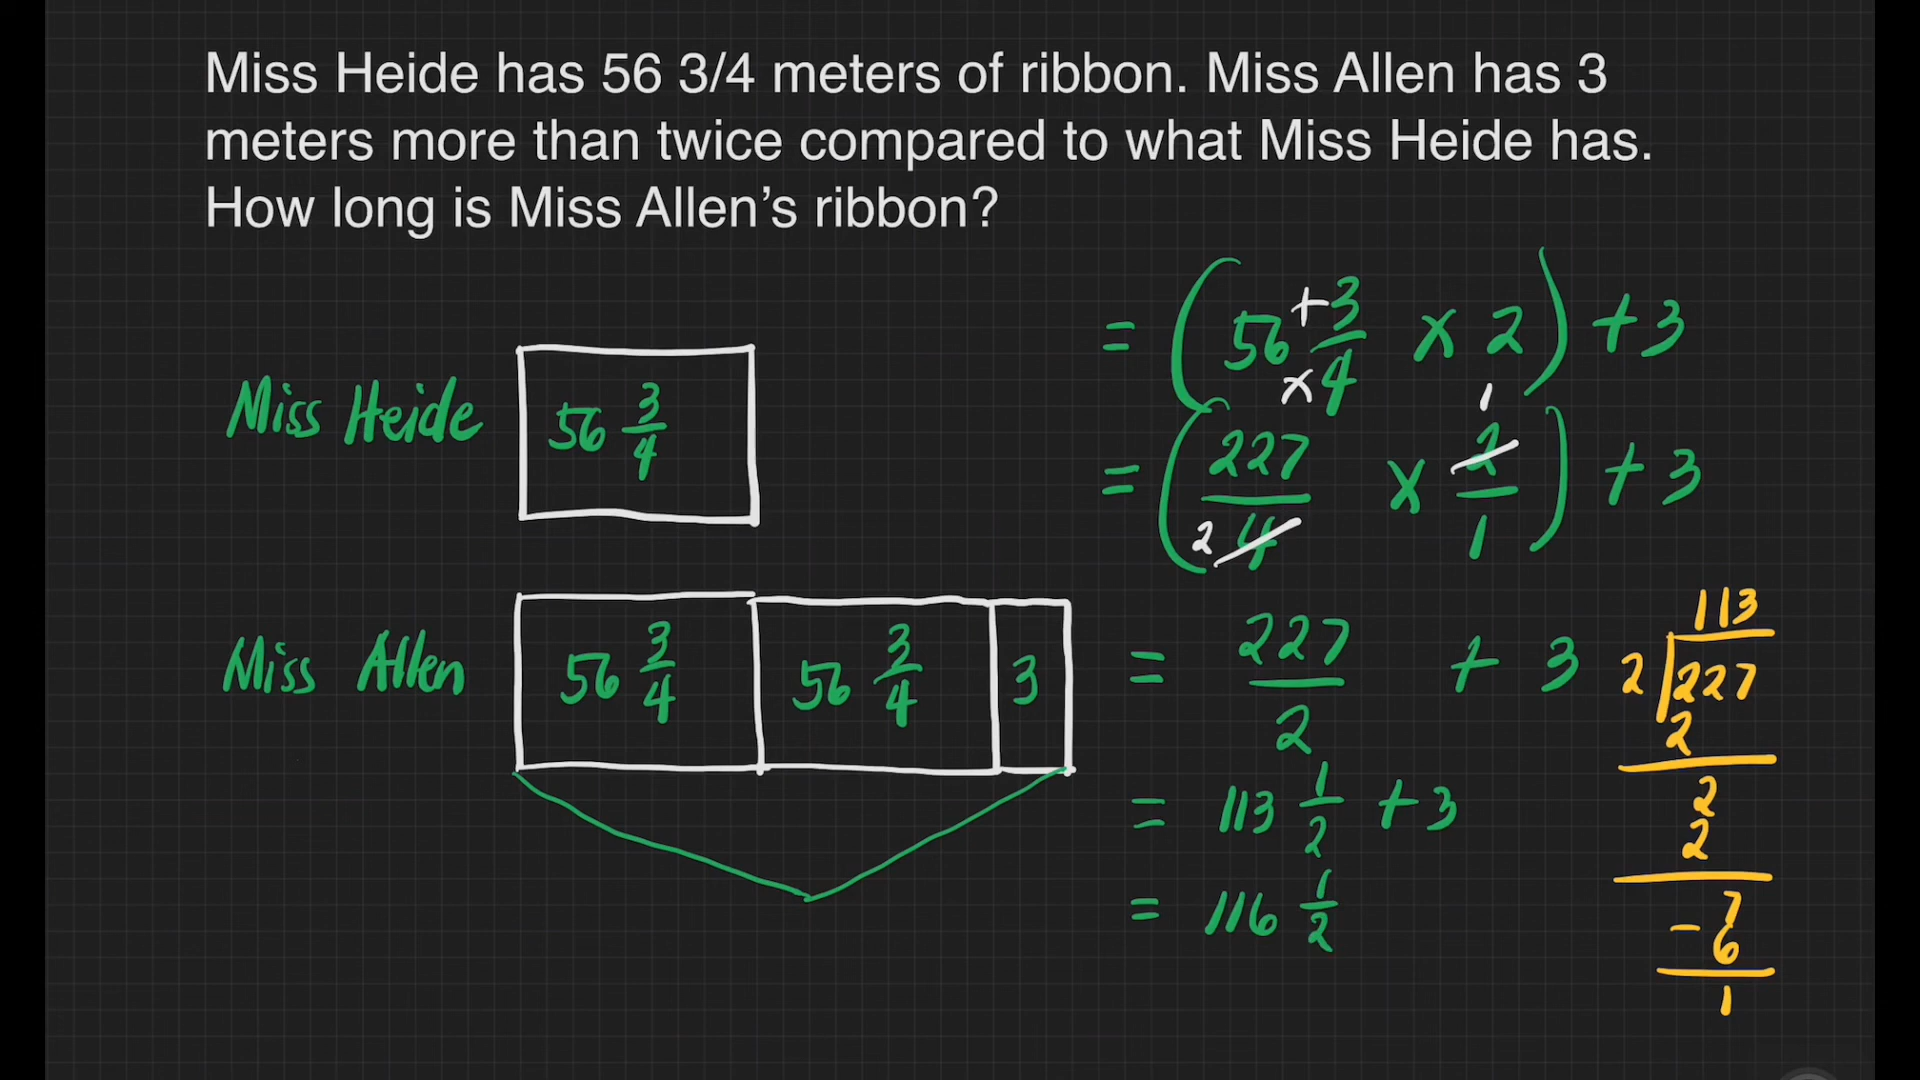 Miss Heide has 56 3/4 meters of ribbon. Miss Allen has 3
meters more than twice compared to what Miss Heide has.
How long is Miss Allen’s ribbon?
Miss Heide 56 3/4
Miss Allen 56 3/4 56 3/4 3
= (56 + 3/4 x × 2) + 3
= (227/4 2 × 2/1 1) + 3
= 227/2 + 3
= 113 1/2 + 3
= 116 1/2
113
2 227
2
2
2
7
- 6
1